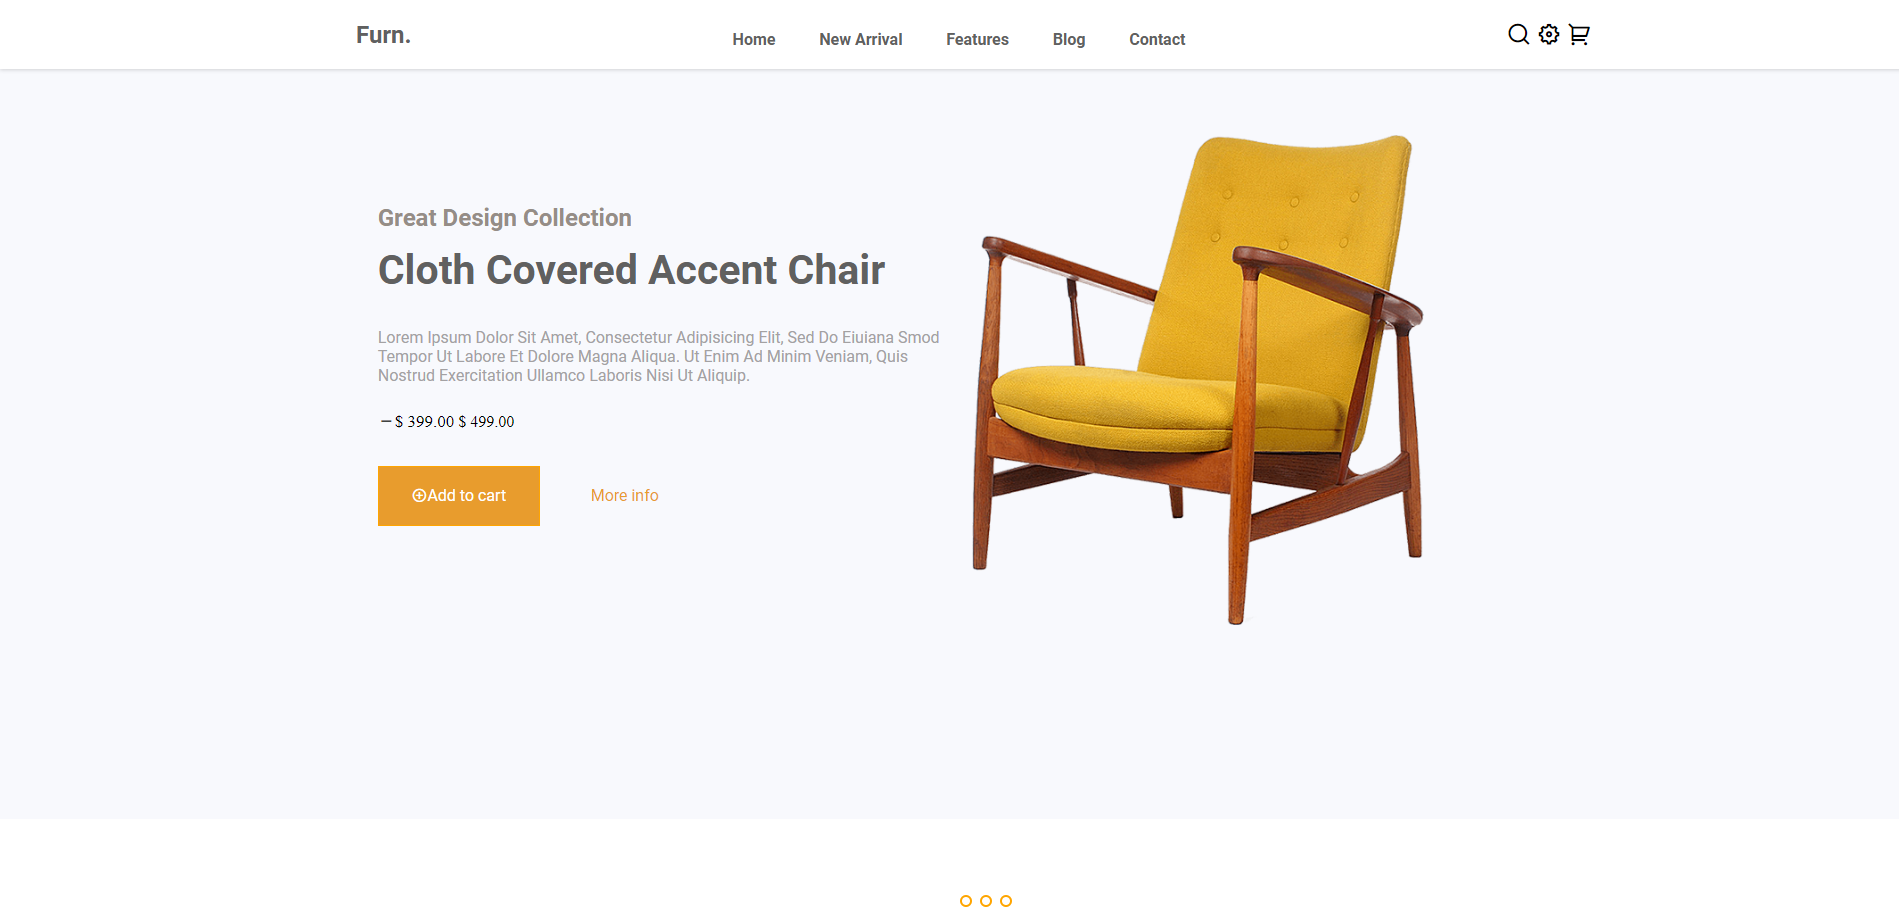 Furn.
Home New Arrival Features Blog Contact
Great Design Collection
Cloth Covered Accent Chair
Lorem Ipsum Dolor Sit Amet, Consectetur Adipisicing Elit, Sed Do Eiuiana Smod
Tempor Ut Labore Et Dolore Magna Aliqua. Ut Enim Ad Minim Veniam, Quis
Nostrud Exercitation Ullamco Laboris Nisi Ut Aliquip.
–$ 399.00 $ 499.00
Add to cart More info